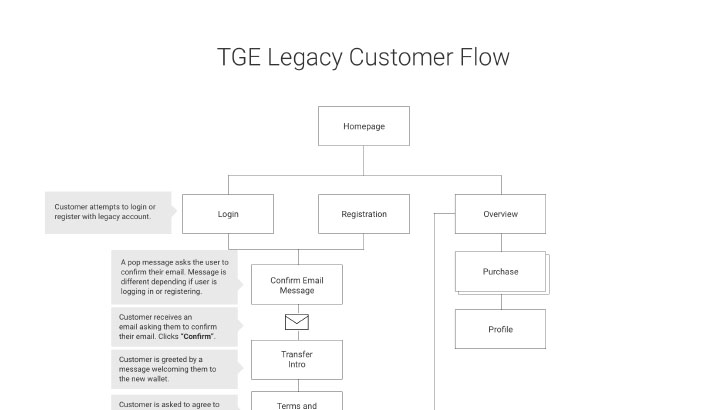 TGE Legacy Customer Flow
Homepage
Customer attempts to login or
register with legacy account.
Login
Registration
Overview
A pop message asks the user to
confirm their email. Message is
different depending if user is
logging in or registering.
Confirm Email
Message
Purchase
Customer receives an
email asking them to confirm
their email. Clicks "Confirm".
Profile
Customer is greeted by a
message welcoming them to
the new wallet.
Transfer
Intro
Customer is asked to agree to
Terms and